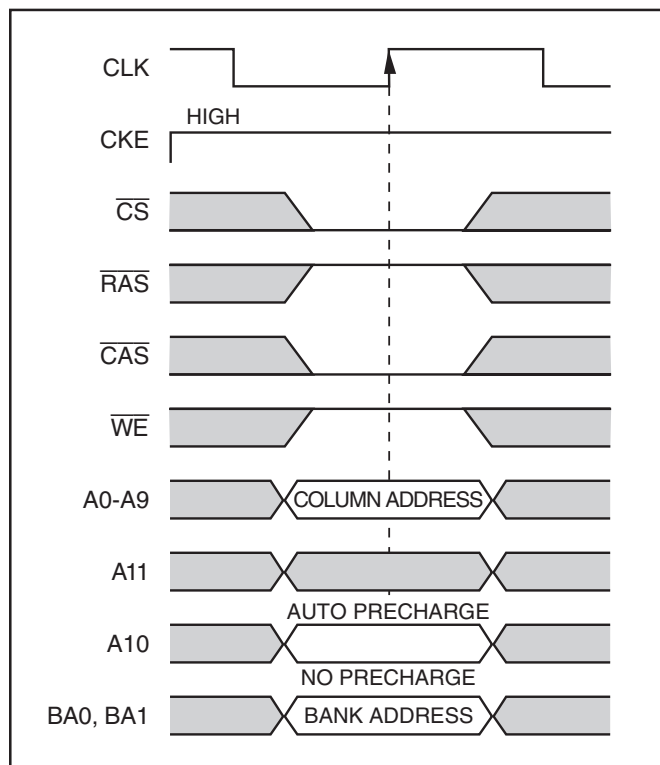 CLK
HIGH
CKE
CS
RAS
CAS
WE
A0-A9 COLUMN ADDRESS
A11
AUTO PRECHARGE
A10
NO PRECHARGE
BA0, BA1 BANK ADDRESS